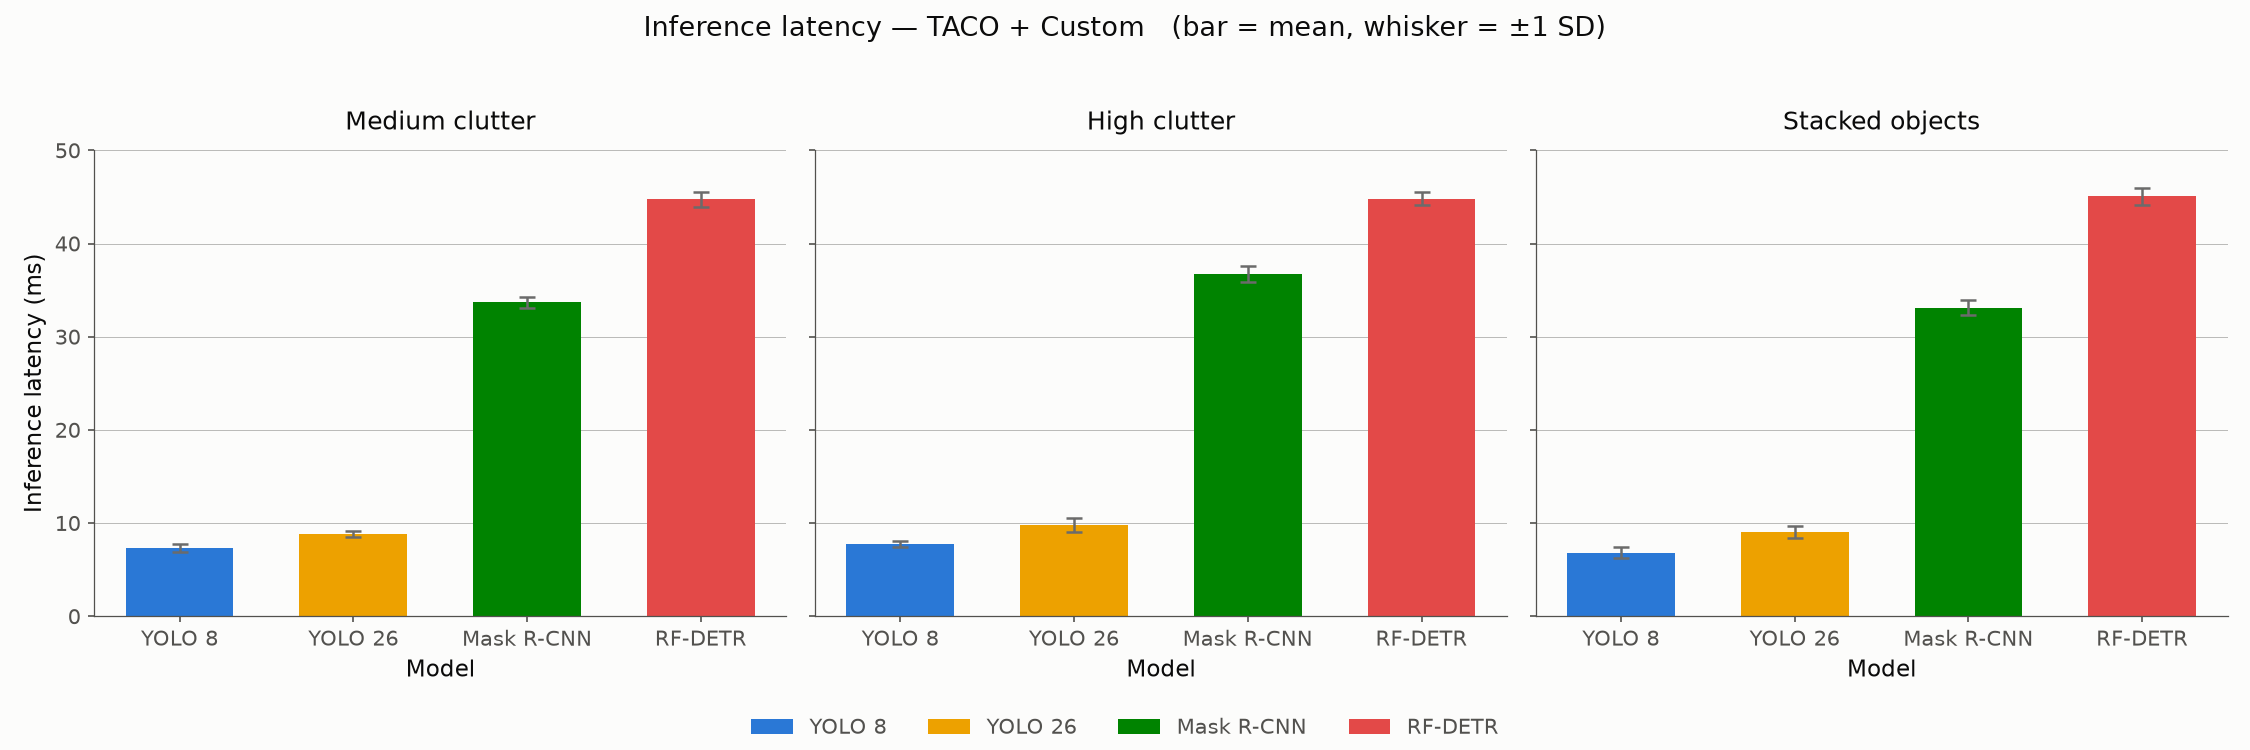 Inference latency — TACO + Custom   (bar = mean, whisker = ±1 SD)
Medium clutter
High clutter
Stacked objects
Inference latency (ms)
50
40
30
20
10
0
YOLO 8 YOLO 26 Mask R-CNN RF-DETR
YOLO 8 YOLO 26 Mask R-CNN RF-DETR
YOLO 8 YOLO 26 Mask R-CNN RF-DETR
Model
Model
Model
YOLO 8 YOLO 26 Mask R-CNN RF-DETR